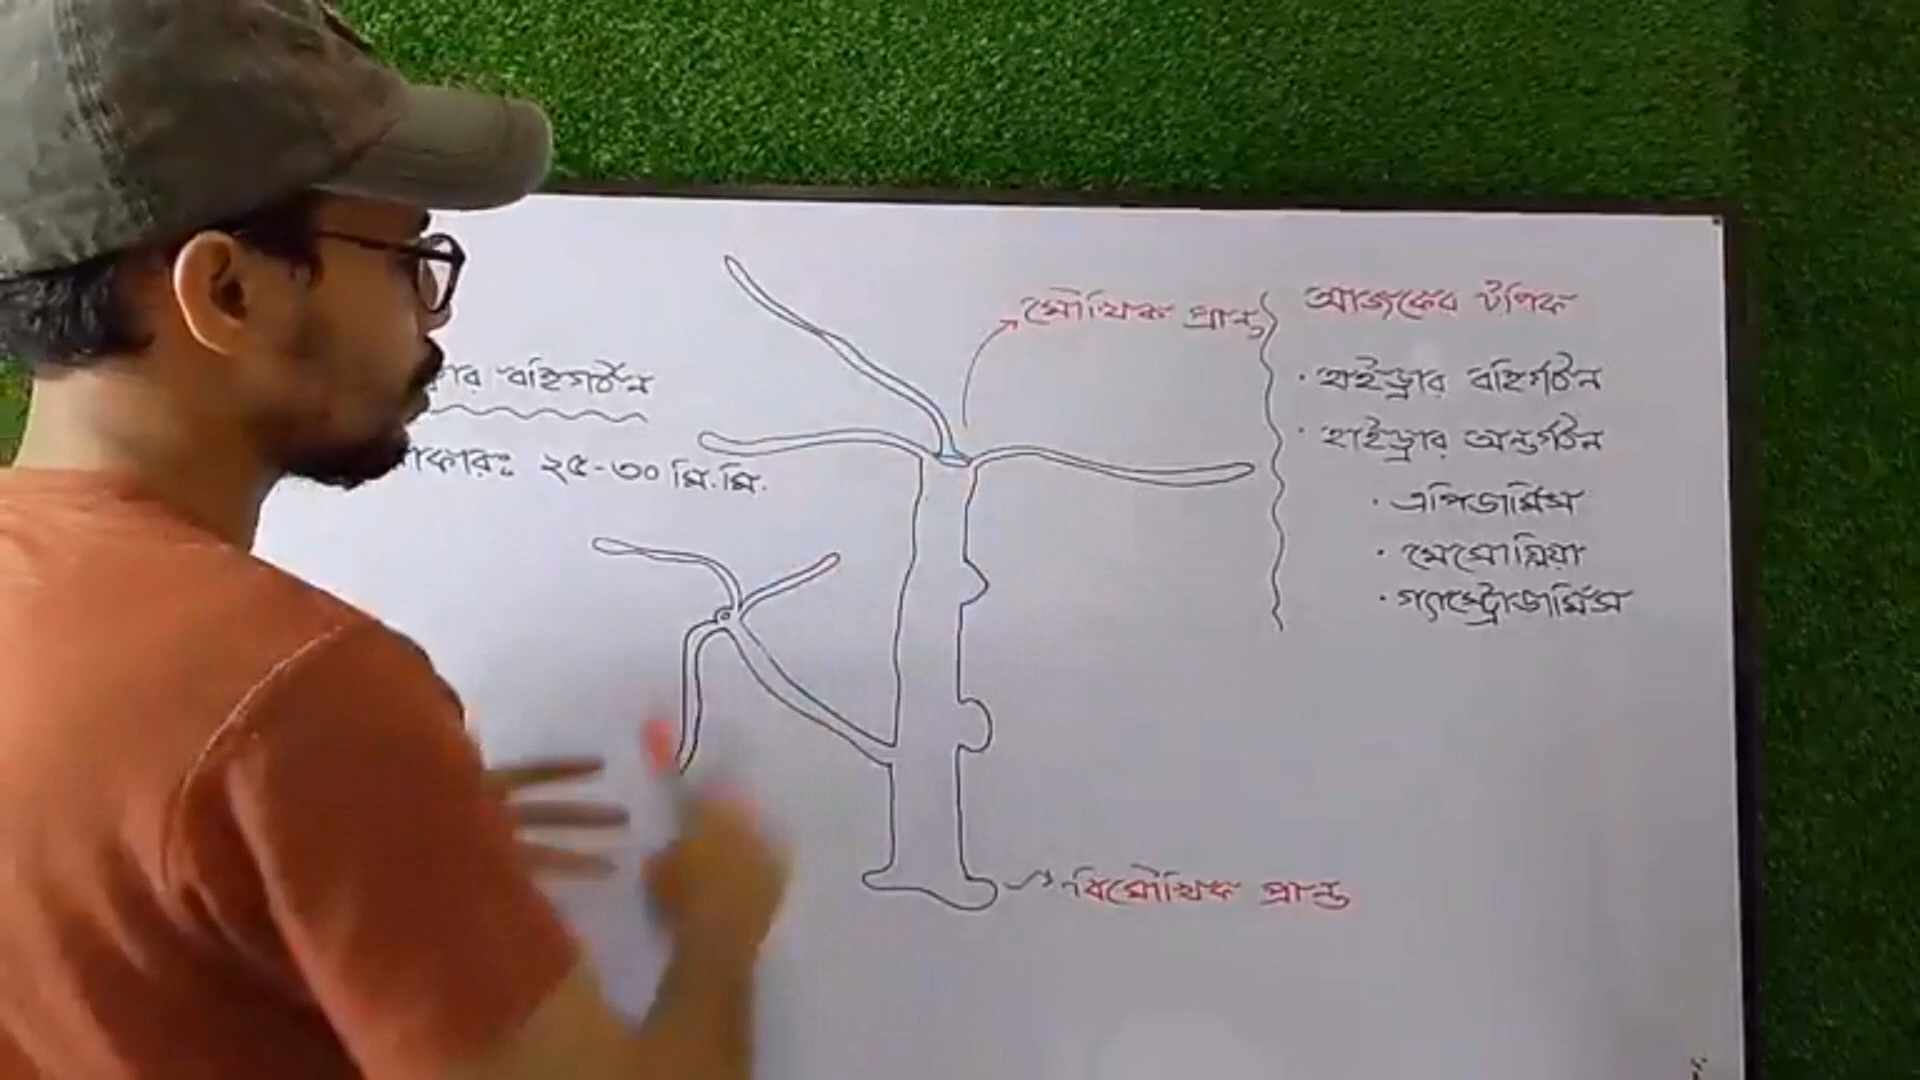 বহিগঠন
২৫-৩০ মি.মি.
মৌখিক প্রান্ত
বিমৌখিক প্রান্ত
আজকের টপিক
· হাইড্রার বহির্গঠন
· হাইড্রার অন্তর্গঠন
· এপিডার্মিস
· মেসোগ্লিয়া
· গ্যাস্ট্রোডার্মিস